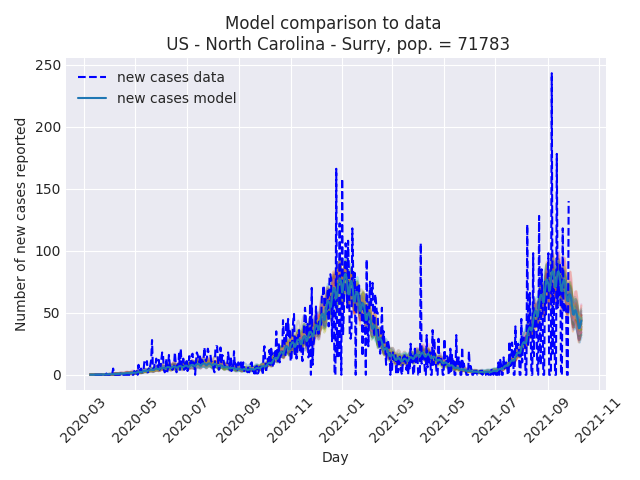 Model comparison to data
US - North Carolina - Surry, pop. = 71783
new cases data
new cases model
Number of new cases reported
250
200
150
100
50
0
2020-03
2020-05
2020-07
2020-09
2020-11
2021-01
2021-03
2021-05
2021-07
2021-09
2021-11
Day